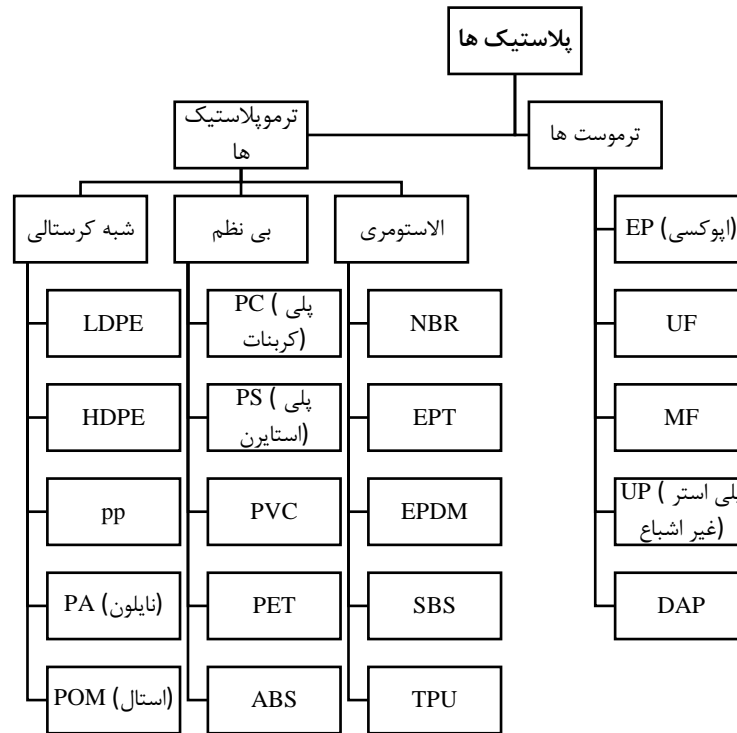 پلاستیک ها
ترموپلاستیک
ها
ترموست ها
شبه کرستالی
بی نظم
الاستومری
EP (اپوکسی)
LDPE
PC ( پلی
کربنات)
NBR
UF
HDPE
PS ( پلی
استایرن)
EPT
MF
pp
PVC
EPDM
UP ( پلی استر
غیر اشباع)
PA (نایلون)
PET
SBS
DAP
POM (استال)
ABS
TPU